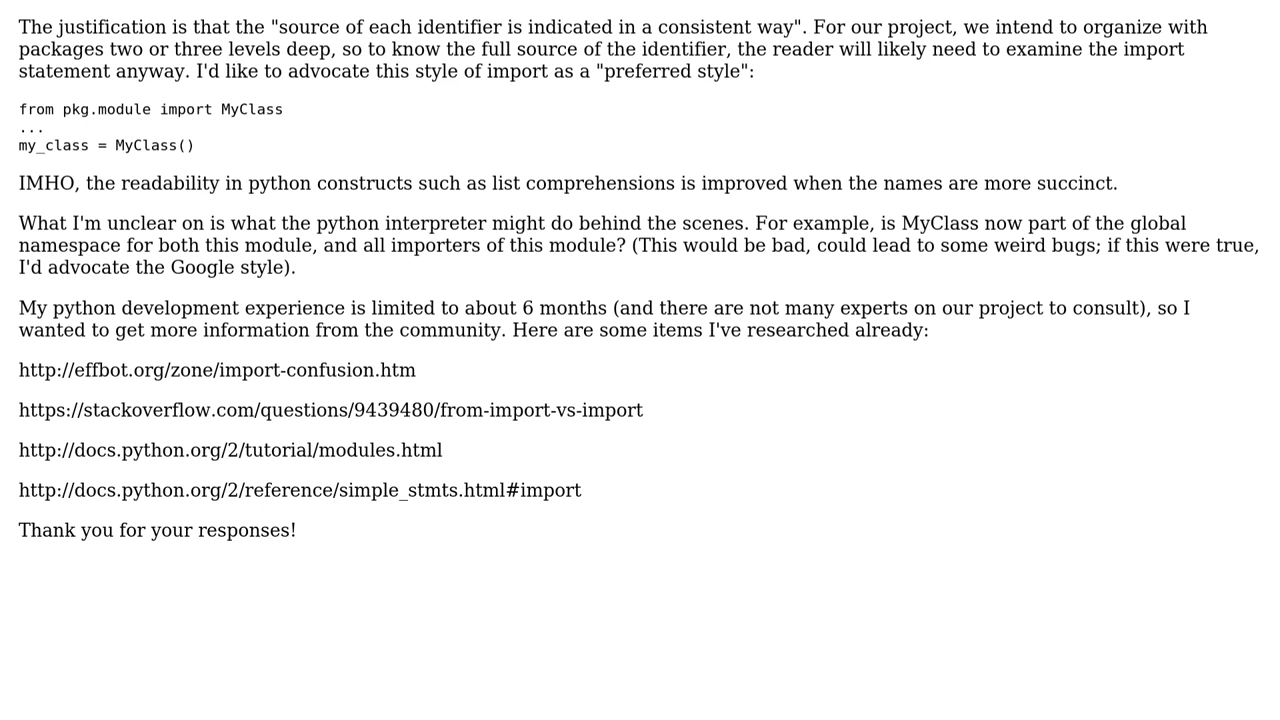 The justification is that the "source of each identifier is indicated in a consistent way". For our project, we intend to organize with
packages two or three levels deep, so to know the full source of the identifier, the reader will likely need to examine the import
statement anyway. I'd like to advocate this style of import as a "preferred style":
from pkg.module import MyClass
...
my_class = MyClass()
IMHO, the readability in python constructs such as list comprehensions is improved when the names are more succinct.
What I'm unclear on is what the python interpreter might do behind the scenes. For example, is MyClass now part of the global
namespace for both this module, and all importers of this module? (This would be bad, could lead to some weird bugs; if this were true,
I'd advocate the Google style).
My python development experience is limited to about 6 months (and there are not many experts on our project to consult), so I
wanted to get more information from the community. Here are some items I've researched already:
http://effbot.org/zone/import-confusion.htm
https://stackoverflow.com/questions/9439480/from-import-vs-import
http://docs.python.org/2/tutorial/modules.html
http://docs.python.org/2/reference/simple_stmts.html#import
Thank you for your responses!